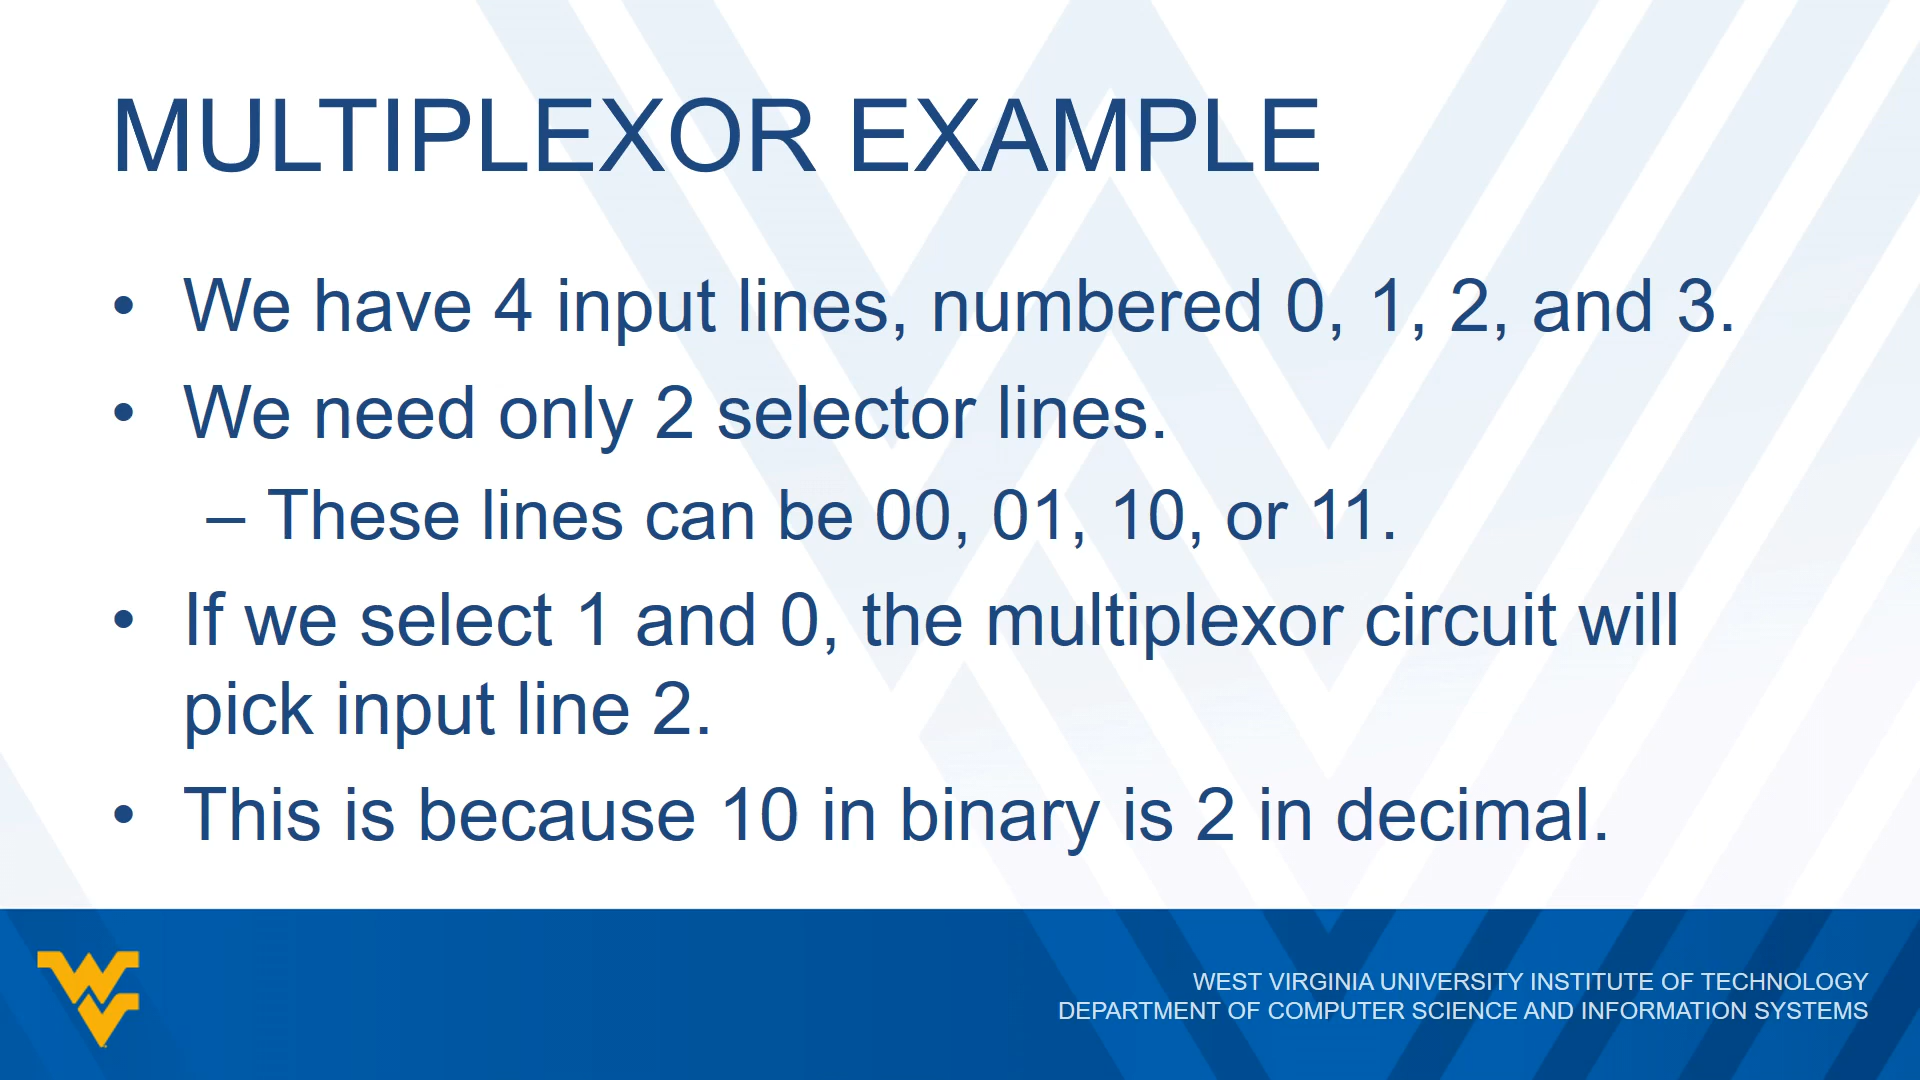 MULTIPLEXOR EXAMPLE
• We have 4 input lines, numbered 0, 1, 2, and 3.
• We need only 2 selector lines.
– These lines can be 00, 01, 10, or 11.
• If we select 1 and 0, the multiplexor circuit will
pick input line 2.
• This is because 10 in binary is 2 in decimal.
WEST VIRGINIA UNIVERSITY INSTITUTE OF TECHNOLOGY
DEPARTMENT OF COMPUTER SCIENCE AND INFORMATION SYSTEMS